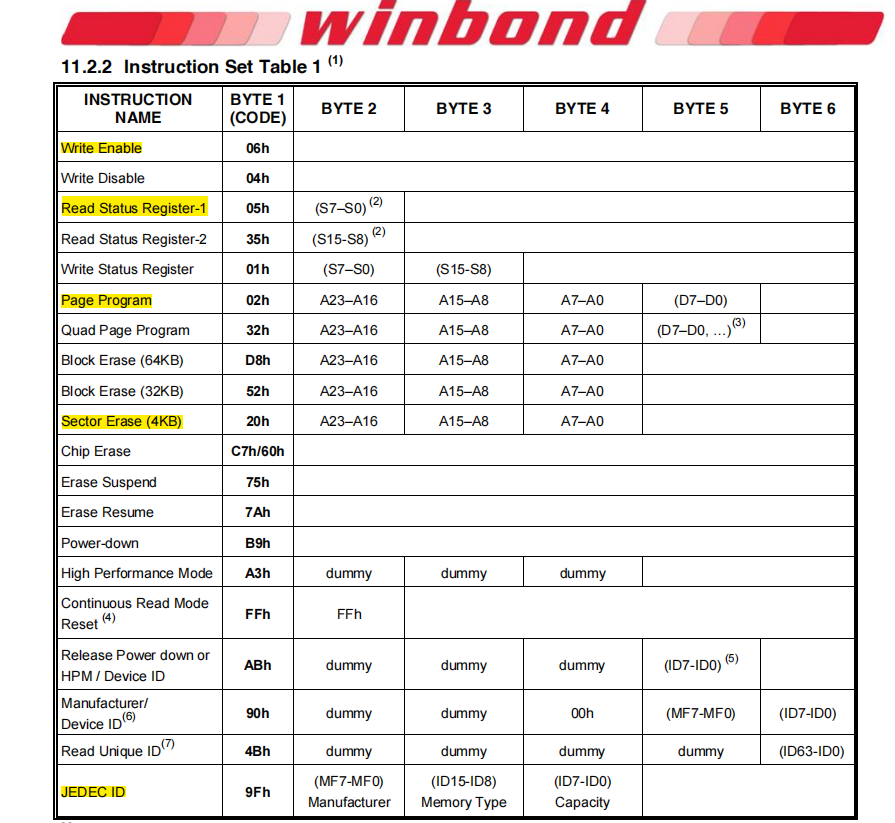 winbond
11.2.2 Instruction Set Table 1 (1)
INSTRUCTION NAME BYTE 1 (CODE) BYTE 2 BYTE 3 BYTE 4 BYTE 5 BYTE 6
Write Enable 06h
Write Disable 04h
Read Status Register-1 05h (S7–S0) (2)
Read Status Register-2 35h (S15-S8) (2)
Write Status Register 01h (S7–S0) (S15-S8)
Page Program 02h A23–A16 A15–A8 A7–A0 (D7–D0)
Quad Page Program 32h A23–A16 A15–A8 A7–A0 (D7–D0, …) (3)
Block Erase (64KB) D8h A23–A16 A15–A8 A7–A0
Block Erase (32KB) 52h A23–A16 A15–A8 A7–A0
Sector Erase (4KB) 20h A23–A16 A15–A8 A7–A0
Chip Erase C7h/60h
Erase Suspend 75h
Erase Resume 7Ah
Power-down B9h
High Performance Mode A3h dummy dummy dummy
Continuous Read Mode Reset (4) FFh FFh
Release Power down or HPM / Device ID ABh dummy dummy dummy (ID7-ID0) (5)
Manufacturer/ Device ID(6) 90h dummy dummy 00h (MF7-MF0) (ID7-ID0)
Read Unique ID(7) 4Bh dummy dummy dummy dummy (ID63-ID0)
JEDEC ID 9Fh (MF7-MF0) Manufacturer (ID15-ID8) Memory Type (ID7-ID0) Capacity